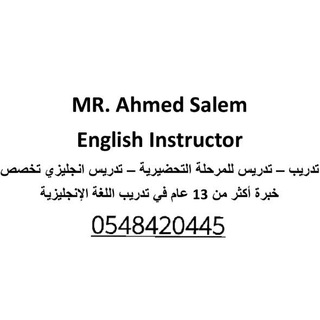 MR. Ahmed Salem
English Instructor
تدريب – تدريس للمرحلة التحضيرية – تدريس انجليزي تخصص
خبرة أكثر من 13 عام في تدريب اللغة الإنجليزية
0548420445